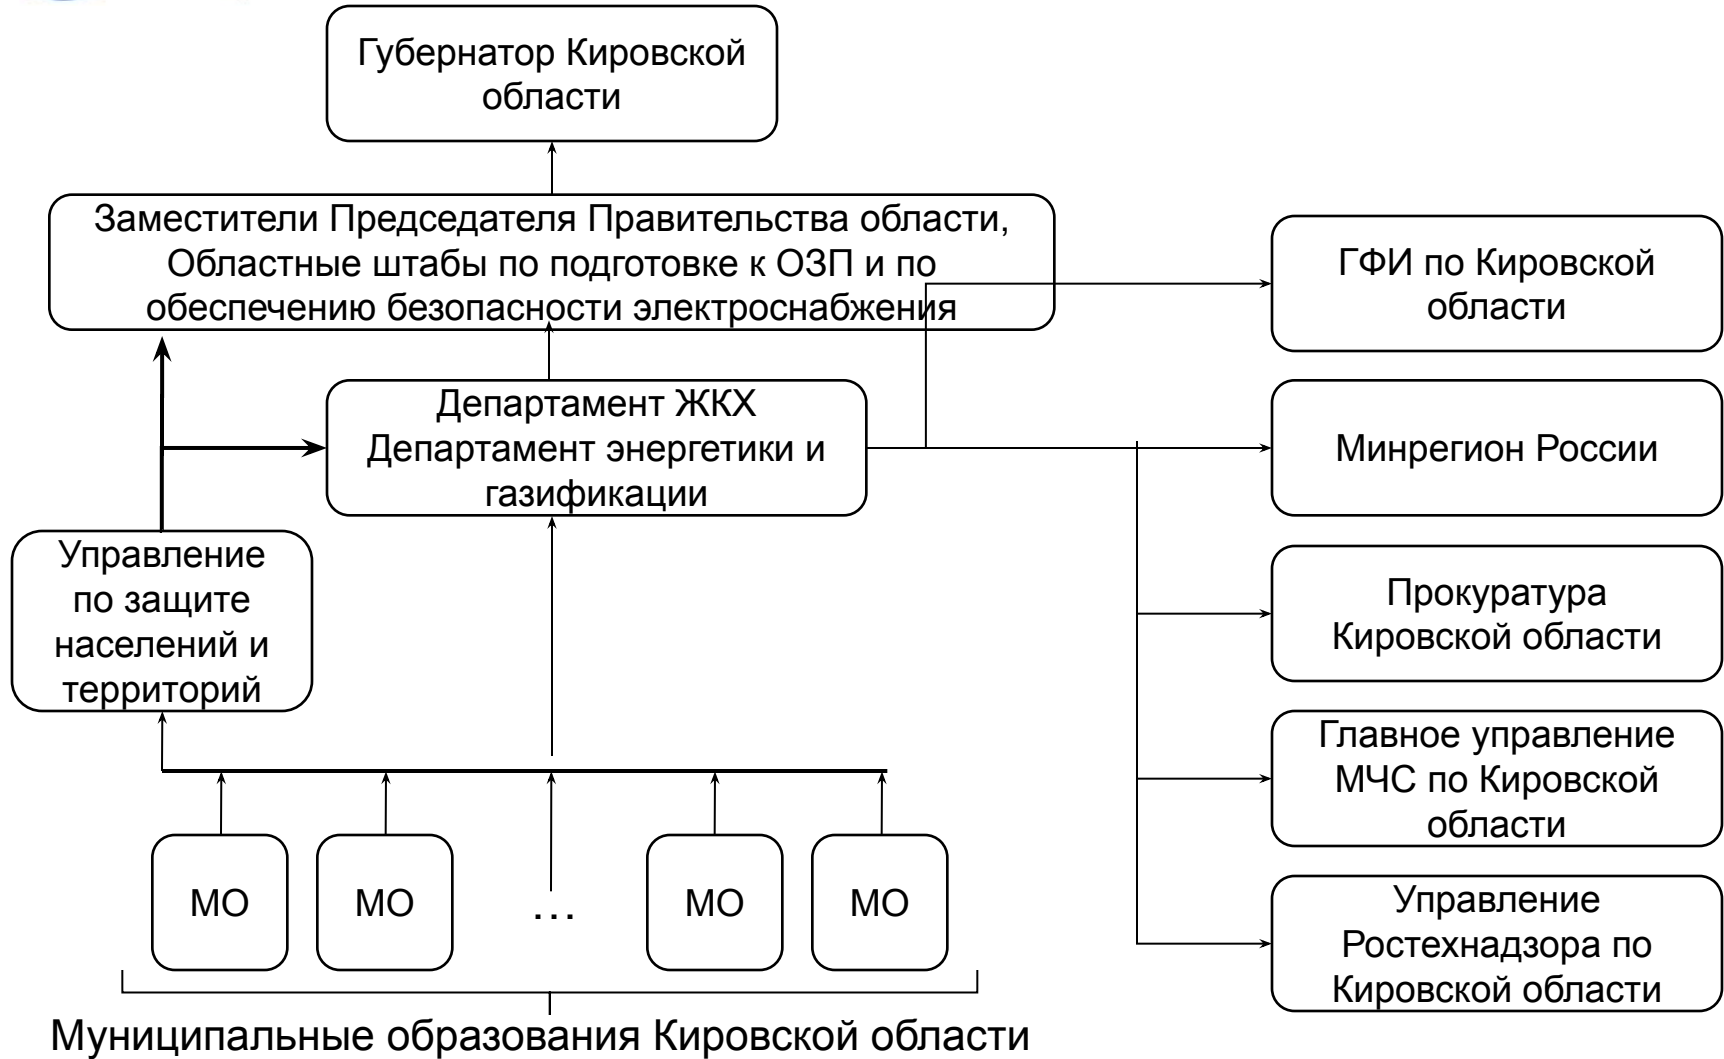 Губернатор Кировской
области
Заместители Председателя Правительства области,
Областные штабы по подготовке к ОЗП и по
обеспечению безопасности электроснабжения
ГФИ по Кировской
области
Департамент ЖКХ
Департамент энергетики и
газификации
Минрегион России
Управление
по защите
населений и
территорий
Прокуратура
Кировской области
Главное управление
МЧС по Кировской
области
МО
МО
...
МО
МО
Управление
Ростехнадзора по
Кировской области
Муниципальные образования Кировской области